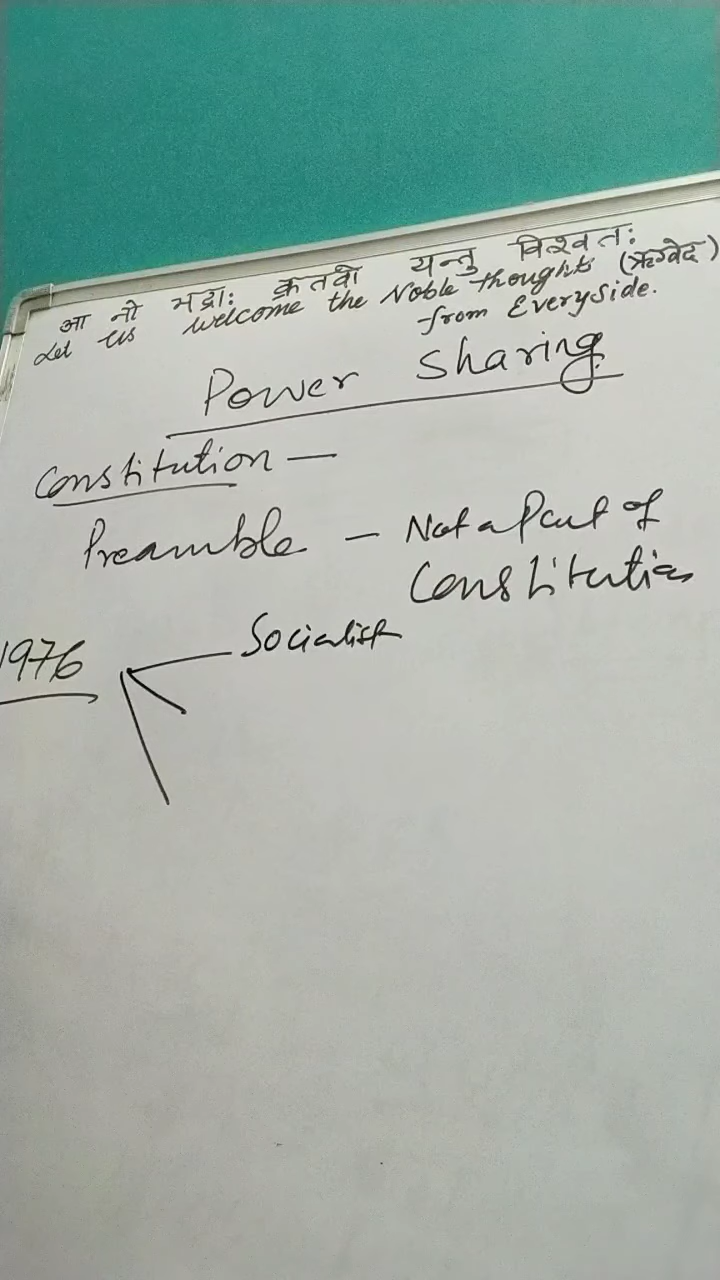 आ नो भद्राः क्रतवो यन्तु विश्वतः
Let us welcome the Noble thoughts (ऋग्वेद)
from Everyside.
Power Sharing
Constitution —
Preamble — Not a Part of
Constitution
1976 Socialist